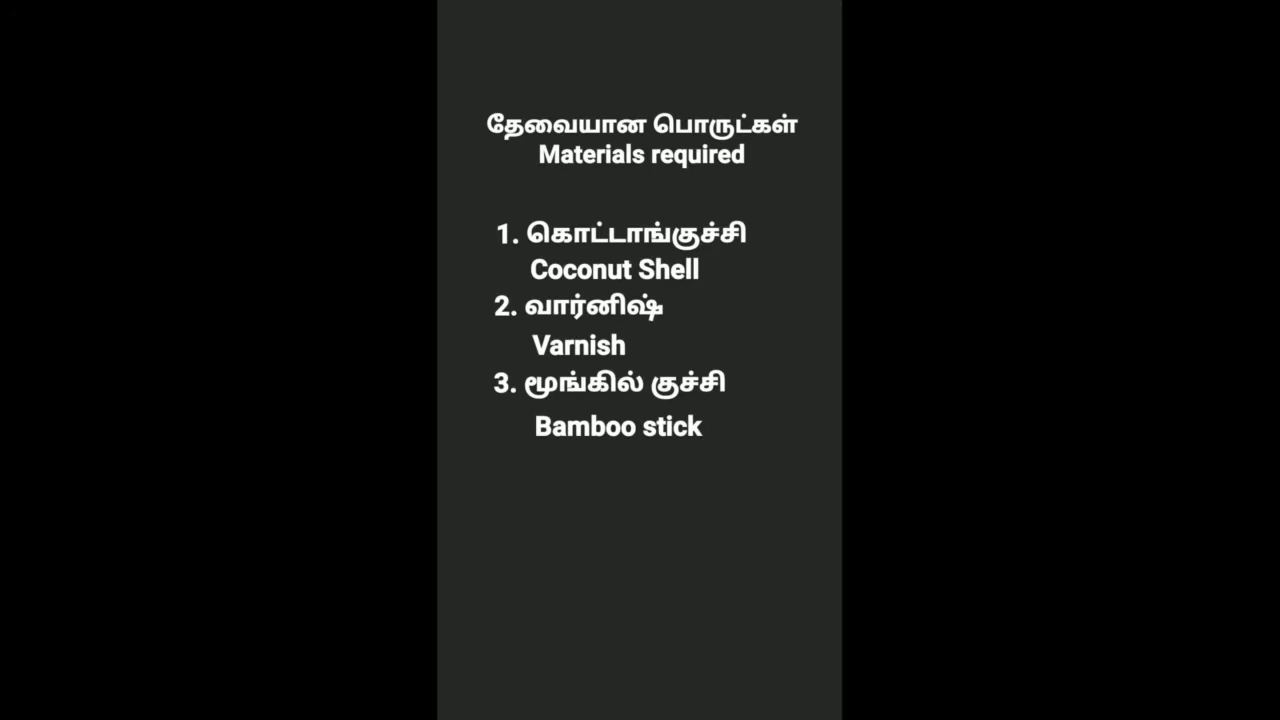 தேவையான பொருட்கள்
Materials required
1. கொட்டாங்குச்சி
Coconut Shell
2. வார்னிஷ்
Varnish
3. மூங்கில் குச்சி
Bamboo stick